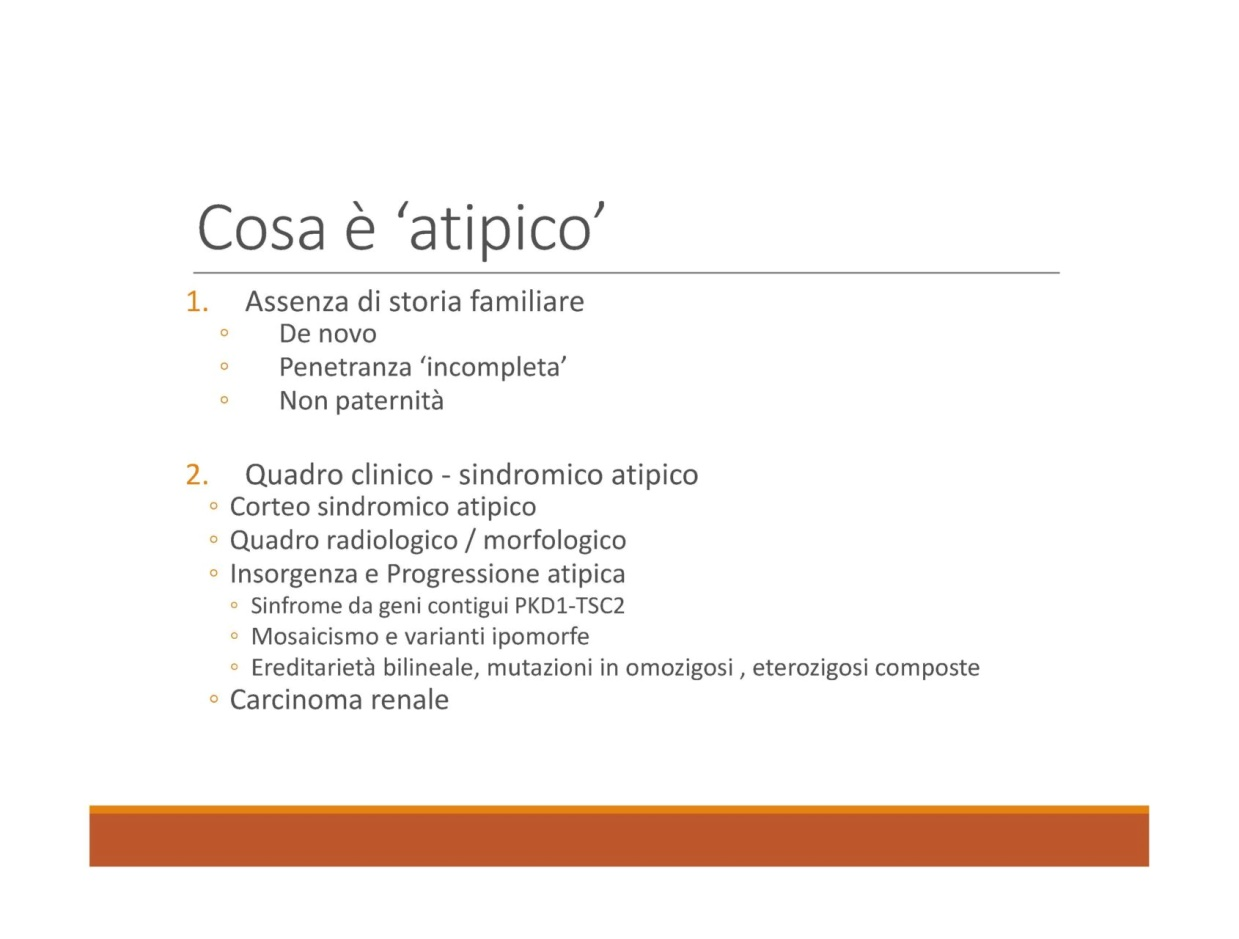 Cosa è ‘atipico’
1. Assenza di storia familiare
◦ De novo
◦ Penetranza ‘incompleta’
◦ Non paternità
2. Quadro clinico - sindromico atipico
◦ Corteo sindromico atipico
◦ Quadro radiologico / morfologico
◦ Insorgenza e Progressione atipica
◦ Sinfrome da geni contigui PKD1-TSC2
◦ Mosaicismo e varianti ipomorfe
◦ Ereditarietà bilineale, mutazioni in omozigosi , eterozigosi composte
◦ Carcinoma renale